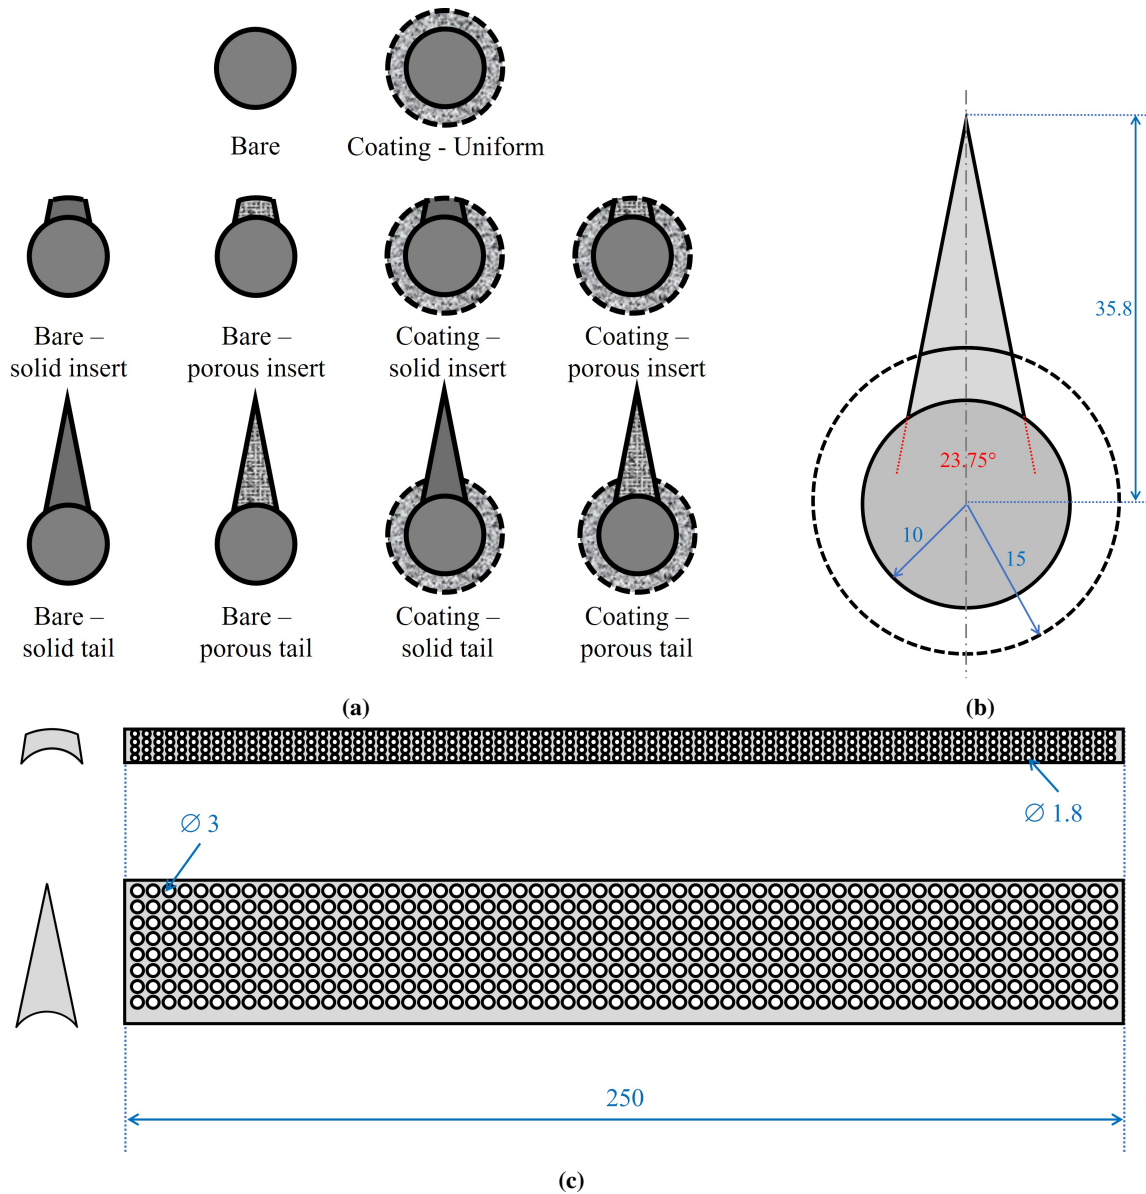 Bare
Coating - Uniform
Bare –
solid insert
Bare –
porous insert
Coating –
solid insert
Coating –
porous insert
Bare –
solid tail
Bare –
porous tail
Coating –
solid tail
Coating –
porous tail
(a)
35.8
23.75°
10
15
(b)
∅ 1.8
∅ 3
250
(c)